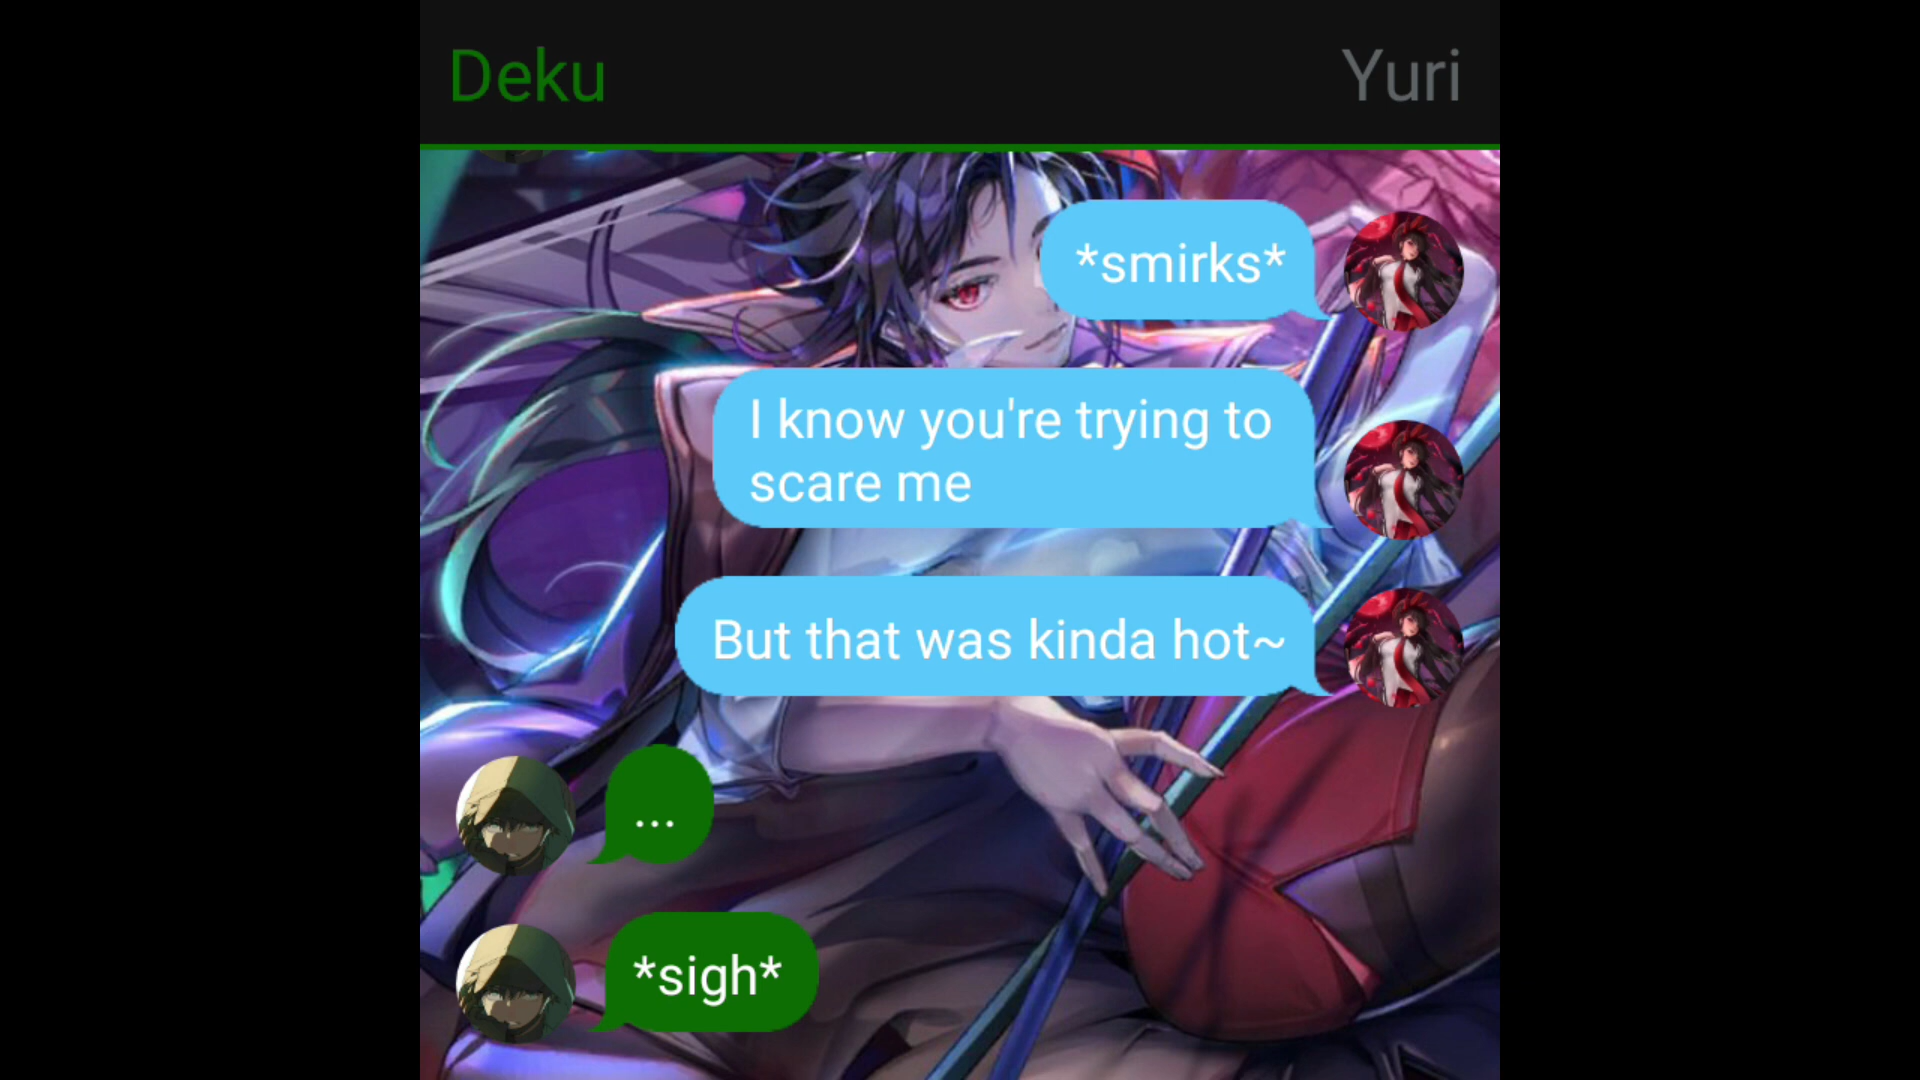 Deku
Yuri
*smirks*
I know you're trying to
scare me
But that was kinda hot~
...
*sigh*